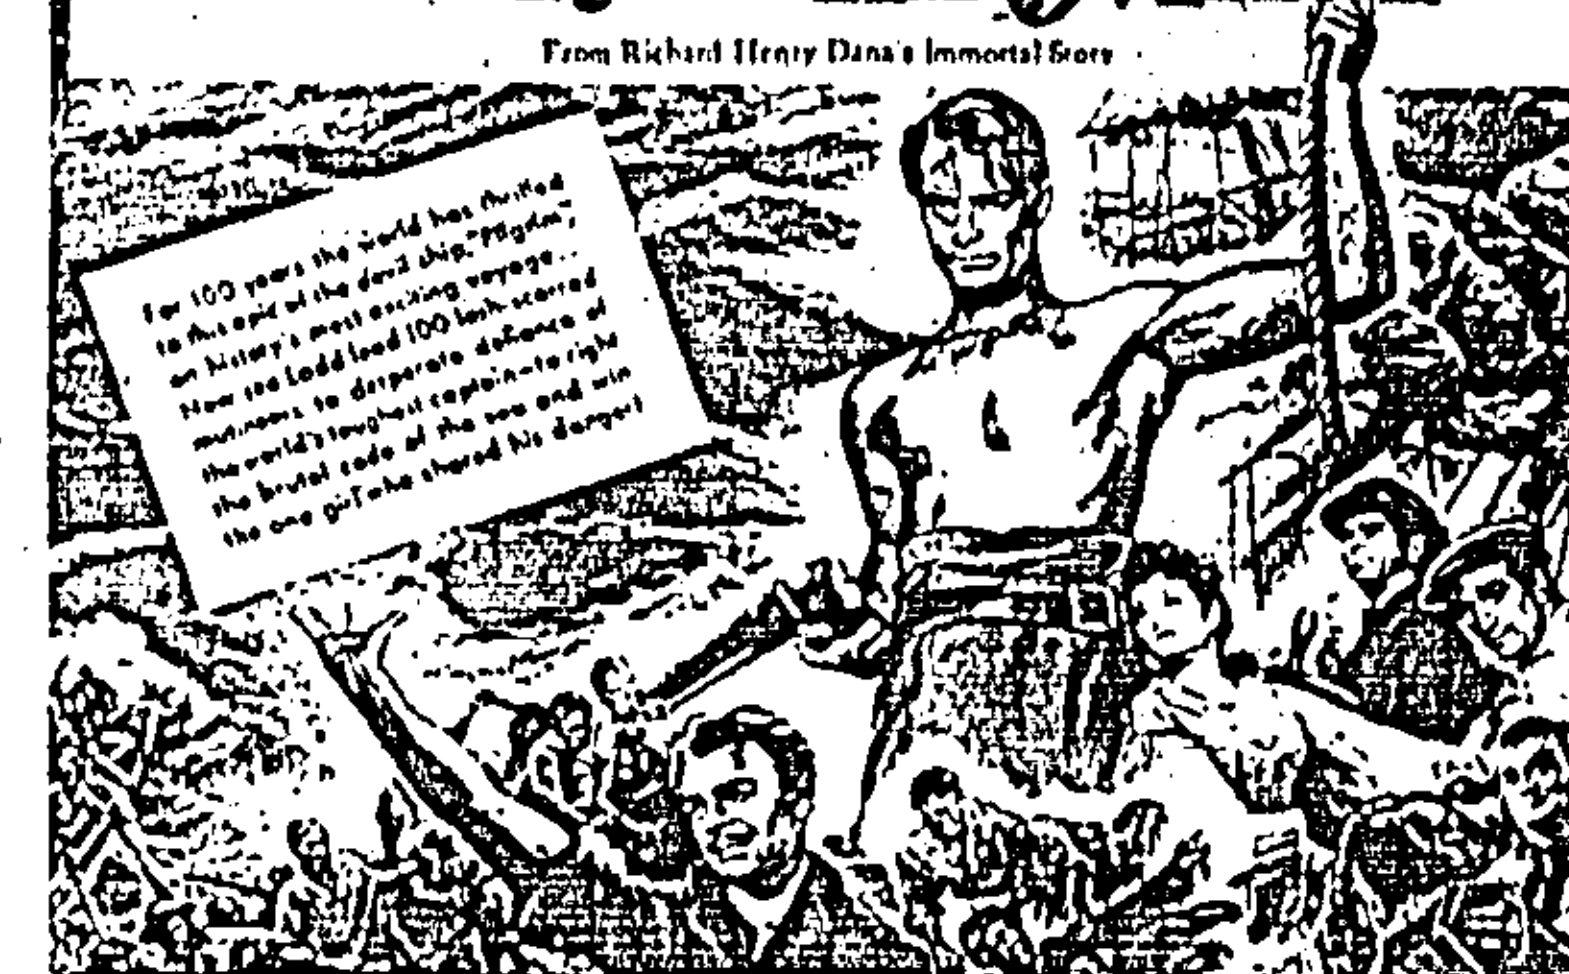 From Richard Henry Dana's Immortal Story
For 100 years the world has thrilled
to this epic of the devil ship, "Pilgrim",
on history's most exciting voyage...
Now see Ladd lead 100 lash-scarred
mutineers to desperate defiance of
the world's toughest captain—to right
the brutal code of the sea and win
the one girl who shared his danger!